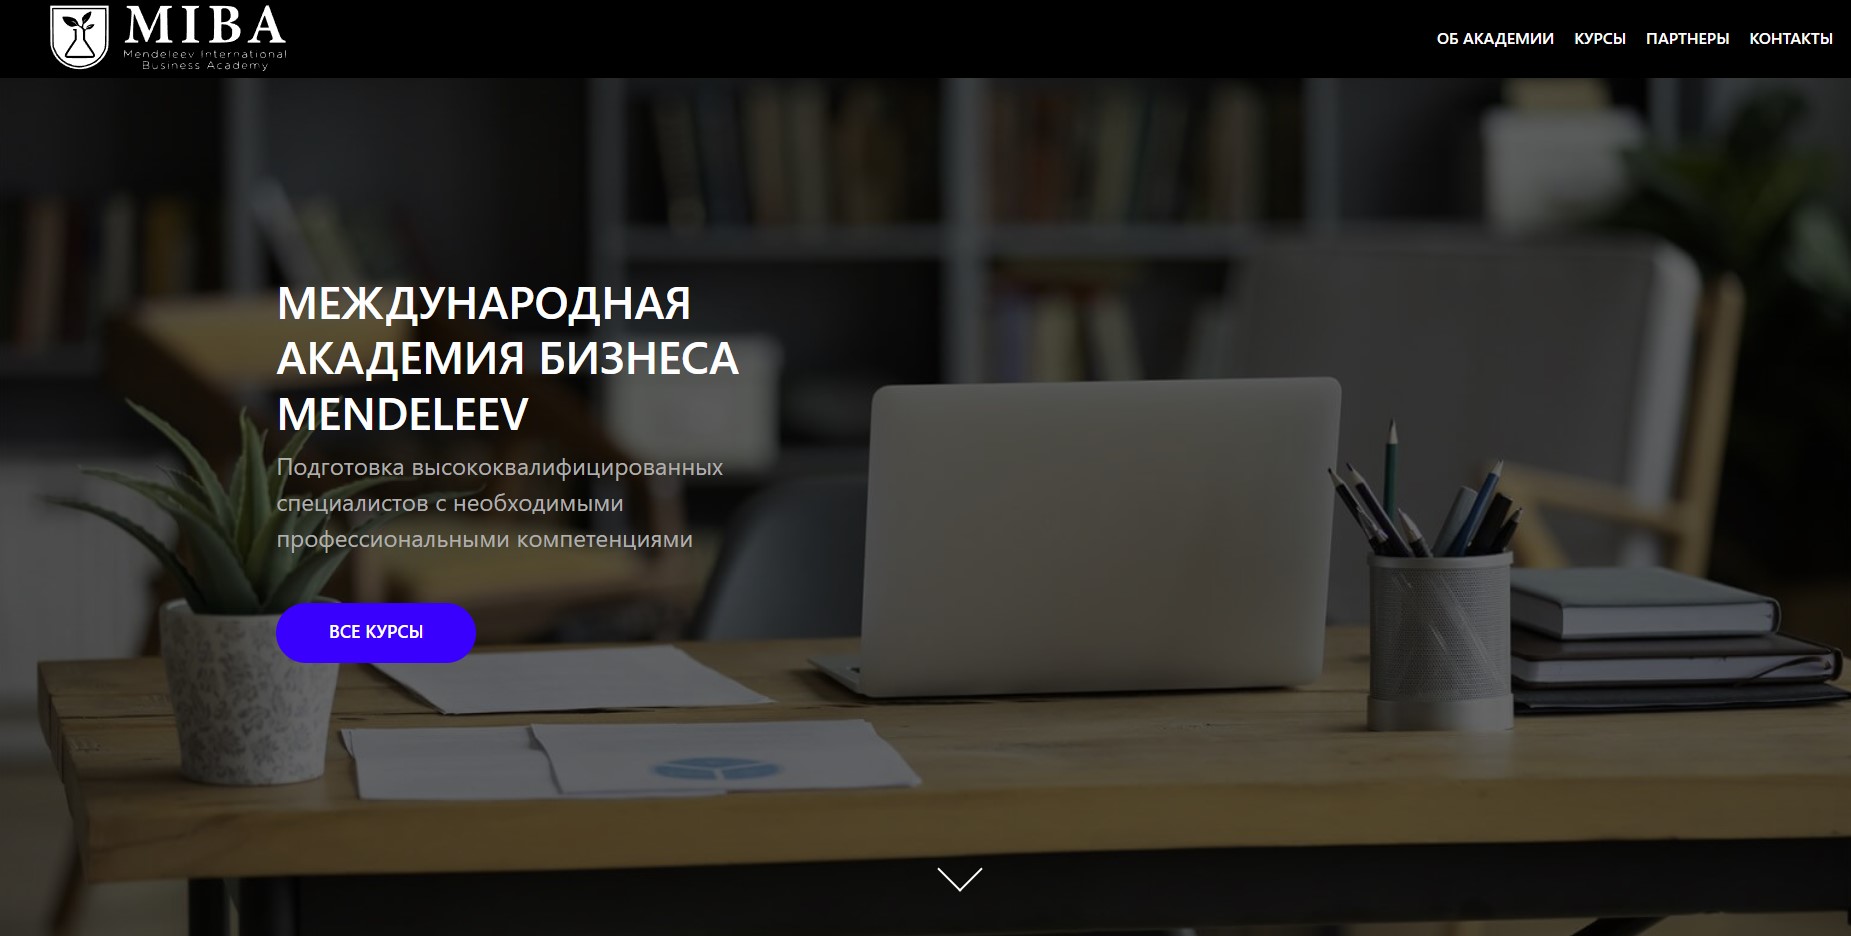 MIBA
Mendeleev International
Business Academy
ОБ АКАДЕМИИ КУРСЫ ПАРТНЕРЫ КОНТАКТЫ
МЕЖДУНАРОДНАЯ
АКАДЕМИЯ БИЗНЕСА
MENDELEEV
Подготовка высококвалифицированных
специалистов с необходимыми
профессиональными компетенциями
ВСЕ КУРСЫ